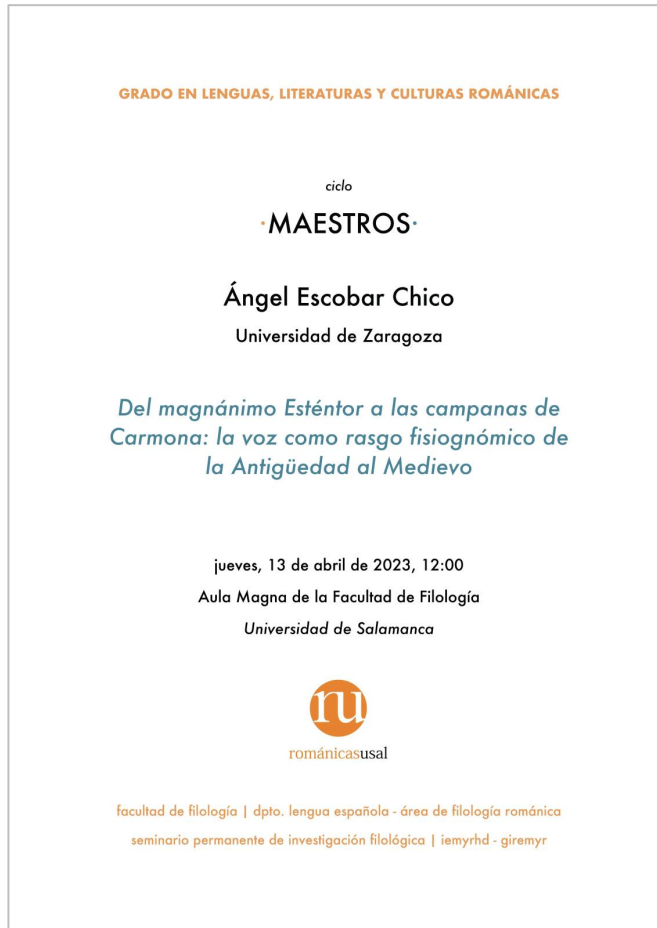 GRADO EN LENGUAS, LITERATURAS Y CULTURAS ROMÁNICAS
ciclo
·MAESTROS·
Ángel Escobar Chico
Universidad de Zaragoza
Del magnánimo Esténtor a las campanas de
Carmona: la voz como rasgo fisiognómico de
la Antigüedad al Medievo
jueves, 13 de abril de 2023, 12:00
Aula Magna de la Facultad de Filología
Universidad de Salamanca
ru
románicasusal
facultad de filología | dpto. lengua española - área de filología románica
seminario permanente de investigación filológica | iemyrhd - giremyr